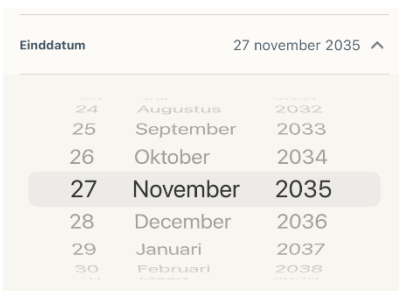 Einddatum 27 november 2035
24 Augustus 2032
25 September 2033
26 Oktober 2034
27 November 2035
28 December 2036
29 Januari 2037
30 Februari 2038